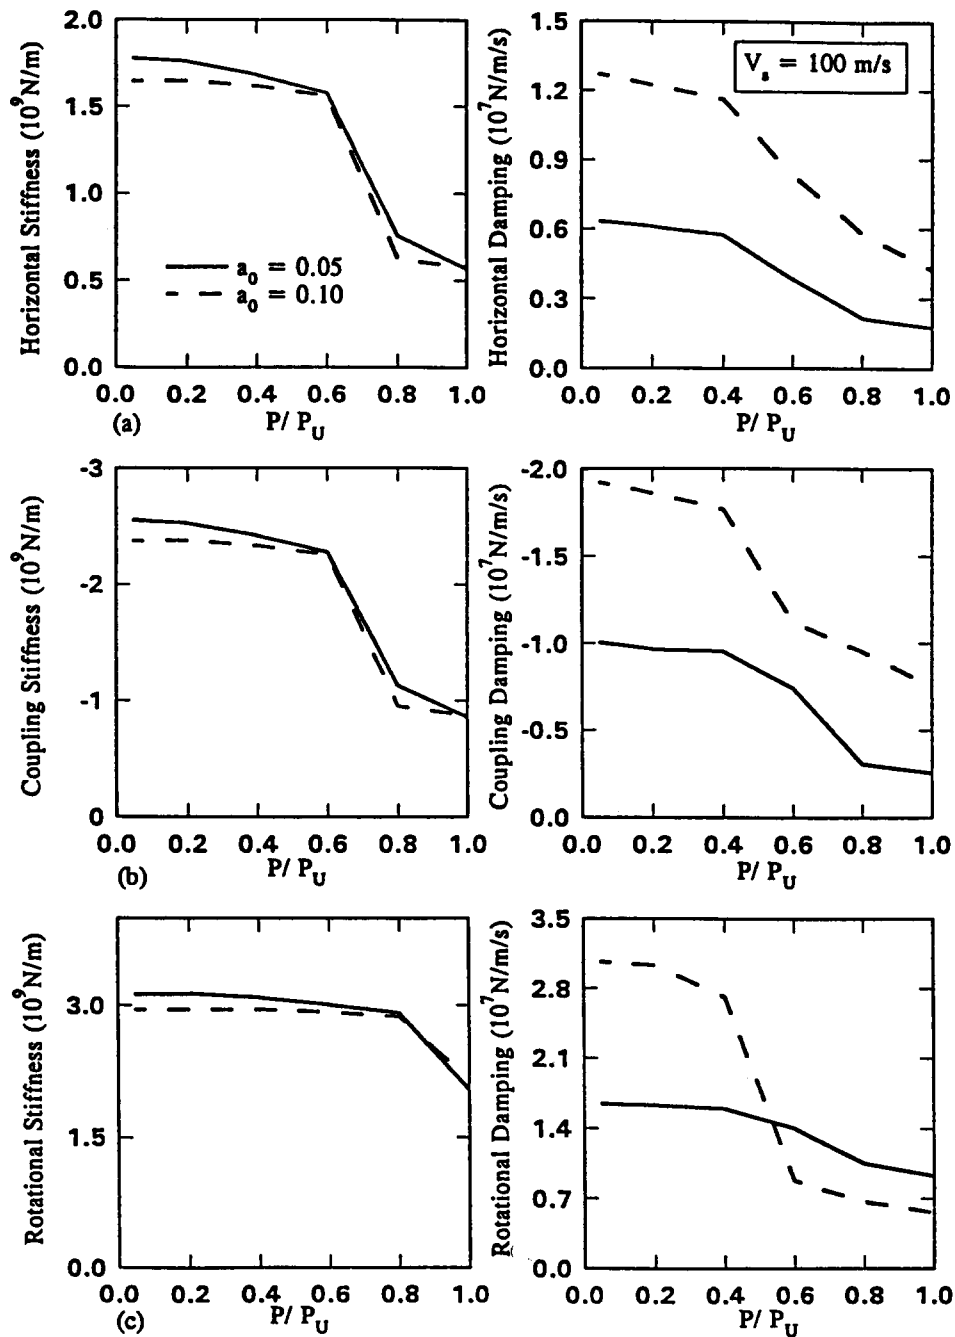 2.0
1.5
1.0
0.5
0.0
Horizontal Stiffness (10⁹N/m)
a₀ = 0.05
a₀ = 0.10
0.0 0.2 0.4 0.6 0.8 1.0
P/ P_U
(a)
1.5
1.2
0.9
0.6
0.3
0.0
Horizontal Damping (10⁷N/m/s)
V_s = 100 m/s
0.0 0.2 0.4 0.6 0.8 1.0
P/ P_U
-3
-2
-1
0
Coupling Stiffness (10⁹N/m)
0.0 0.2 0.4 0.6 0.8 1.0
P/ P_U
(b)
-2.0
-1.5
-1.0
-0.5
0.0
Coupling Damping (10⁷N/m/s)
0.0 0.2 0.4 0.6 0.8 1.0
P/ P_U
3.0
1.5
0.0
Rotational Stiffness (10⁹N/m)
0.0 0.2 0.4 0.6 0.8 1.0
P/ P_U
(c)
3.5
2.8
2.1
1.4
0.7
0.0
Rotational Damping (10⁷N/m/s)
0.0 0.2 0.4 0.6 0.8 1.0
P/ P_U